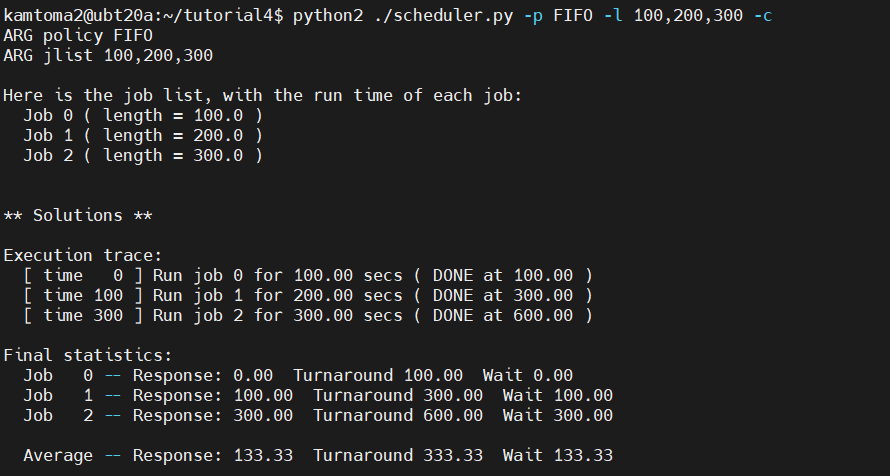 kamtoma2@ubt20a:~/tutorial4$ python2 ./scheduler.py -p FIFO -l 100,200,300 -c
ARG policy FIFO
ARG jlist 100,200,300
Here is the job list, with the run time of each job:
Job 0 ( length = 100.0 )
Job 1 ( length = 200.0 )
Job 2 ( length = 300.0 )
** Solutions **
Execution trace:
[ time   0 ] Run job 0 for 100.00 secs ( DONE at 100.00 )
[ time 100 ] Run job 1 for 200.00 secs ( DONE at 300.00 )
[ time 300 ] Run job 2 for 300.00 secs ( DONE at 600.00 )
Final statistics:
Job   0 -- Response: 0.00  Turnaround 100.00  Wait 0.00
Job   1 -- Response: 100.00  Turnaround 300.00  Wait 100.00
Job   2 -- Response: 300.00  Turnaround 600.00  Wait 300.00
Average -- Response: 133.33  Turnaround 333.33  Wait 133.33